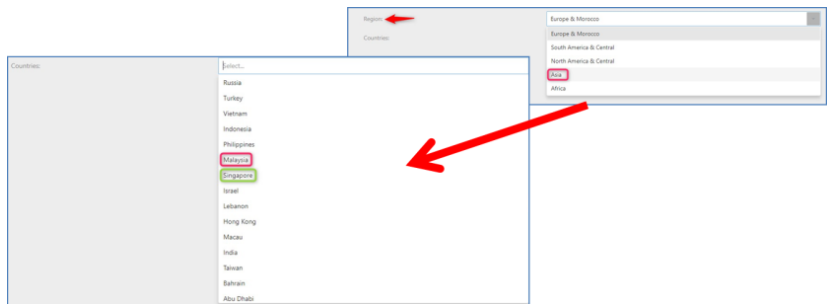 Region:
Europe & Morocco
Europe & Morocco
Countries:
South America & Central
North America & Central
Asia
Africa
Countries:
Select...
Russia
Turkey
Vietnam
Indonesia
Philippines
Malaysia
Singapore
Israel
Lebanon
Hong Kong
Macau
India
Taiwan
Bahrain
Abu Dhabi